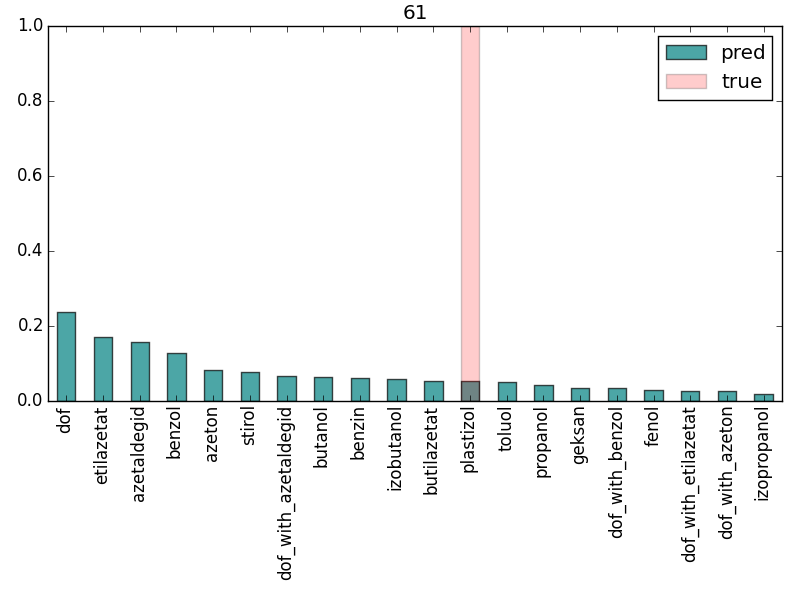 61
1.0
0.8
0.6
0.4
0.2
0.0
pred
true
dof
etilazetat
azetaldegid
benzol
azeton
stirol
dof_with_azetaldegid
butanol
benzin
izobutanol
butilazetat
plastizol
toluol
propanol
geksan
dof_with_benzol
fenol
dof_with_etilazetat
dof_with_azeton
izopropanol